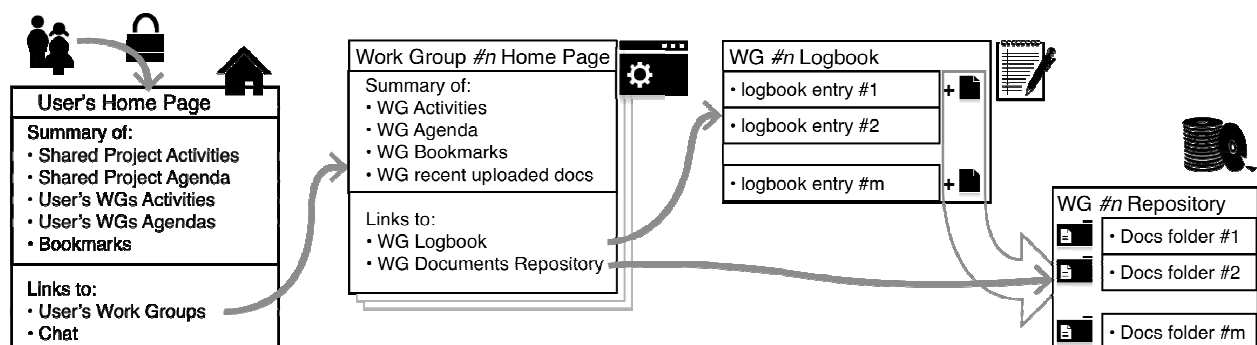 User's Home Page
Summary of:
• Shared Project Activities
• Shared Project Agenda
• User's WGs Activities
• User's WGs Agendas
• Bookmarks
Links to:
• User's Work Groups
• Chat
Work Group #n Home Page
Summary of:
• WG Activities
• WG Agenda
• WG Bookmarks
• WG recent uploaded docs
Links to:
• WG Logbook
• WG Documents Repository
WG #n Logbook
• logbook entry #1
+
• logbook entry #2
• logbook entry #m
+
WG #n Repository
• Docs folder #1
• Docs folder #2
• Docs folder #m